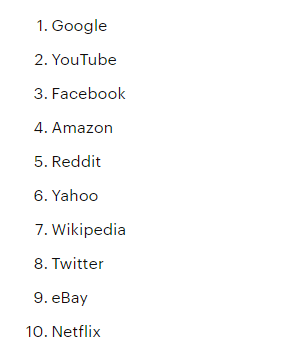 1. Google
2. YouTube
3. Facebook
4. Amazon
5. Reddit
6. Yahoo
7. Wikipedia
8. Twitter
9. eBay
10. Netflix